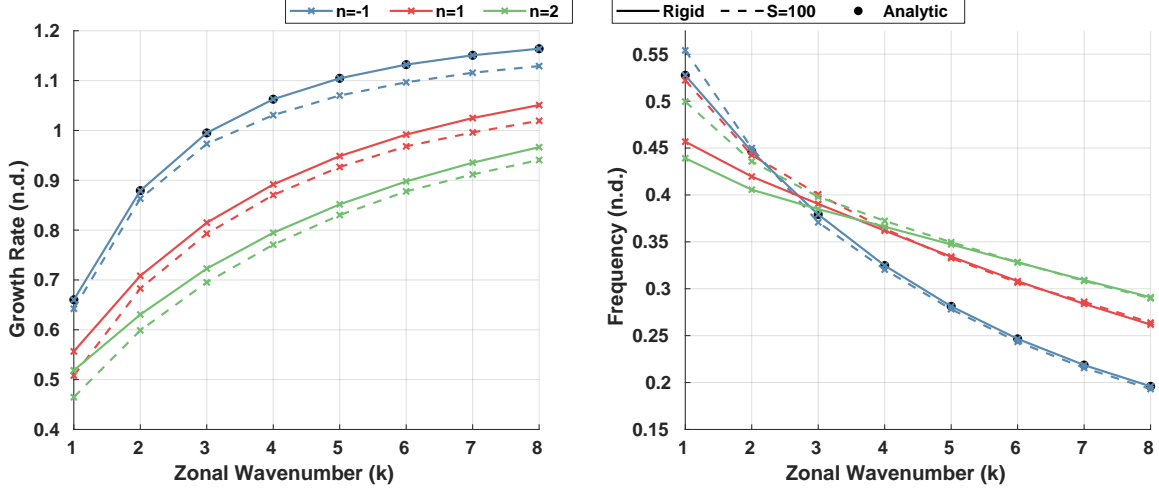 n=-1 n=1 n=2
Rigid S=100 Analytic
1.2
1.1
1
0.9
0.8
0.7
0.6
0.5
0.4
Growth Rate (n.d.)
1 2 3 4 5 6 7 8
Zonal Wavenumber (k)
0.55
0.5
0.45
0.4
0.35
0.3
0.25
0.2
0.15
Frequency (n.d.)
1 2 3 4 5 6 7 8
Zonal Wavenumber (k)